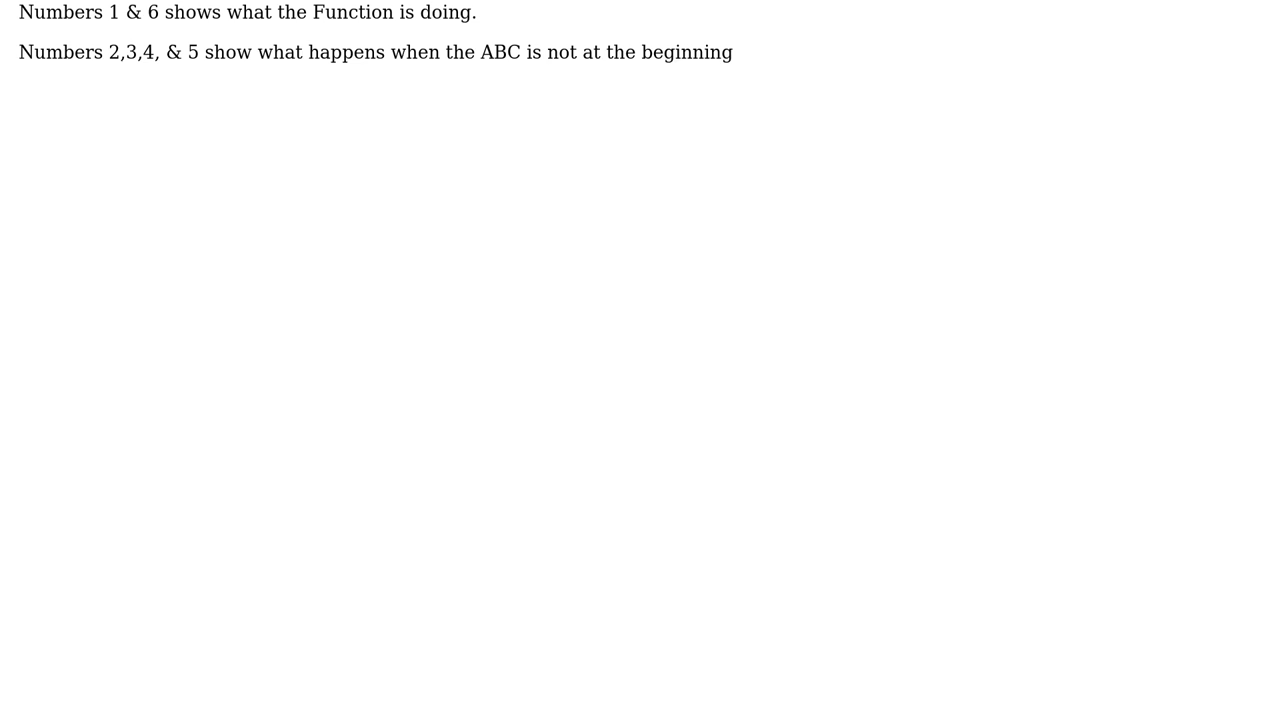 Numbers 1 & 6 shows what the Function is doing.
Numbers 2,3,4, & 5 show what happens when the ABC is not at the beginning